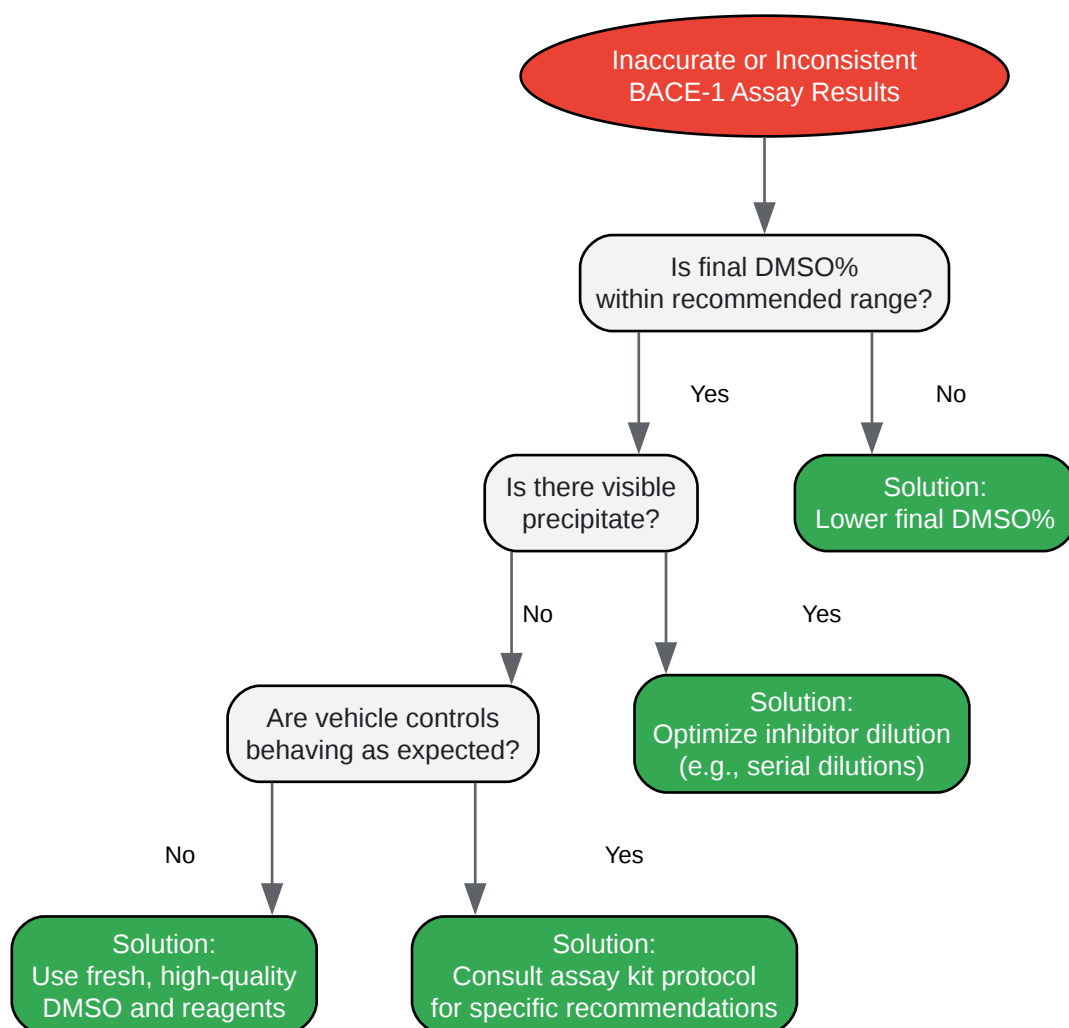 Inaccurate or Inconsistent
BACE-1 Assay Results
Is final DMSO%
within recommended range?
Yes
No
Is there visible
precipitate?
Solution:
Lower final DMSO%
No
Yes
Are vehicle controls
behaving as expected?
Solution:
Optimize inhibitor dilution
(e.g., serial dilutions)
No
Yes
Solution:
Use fresh, high-quality
DMSO and reagents
Solution:
Consult assay kit protocol
for specific recommendations